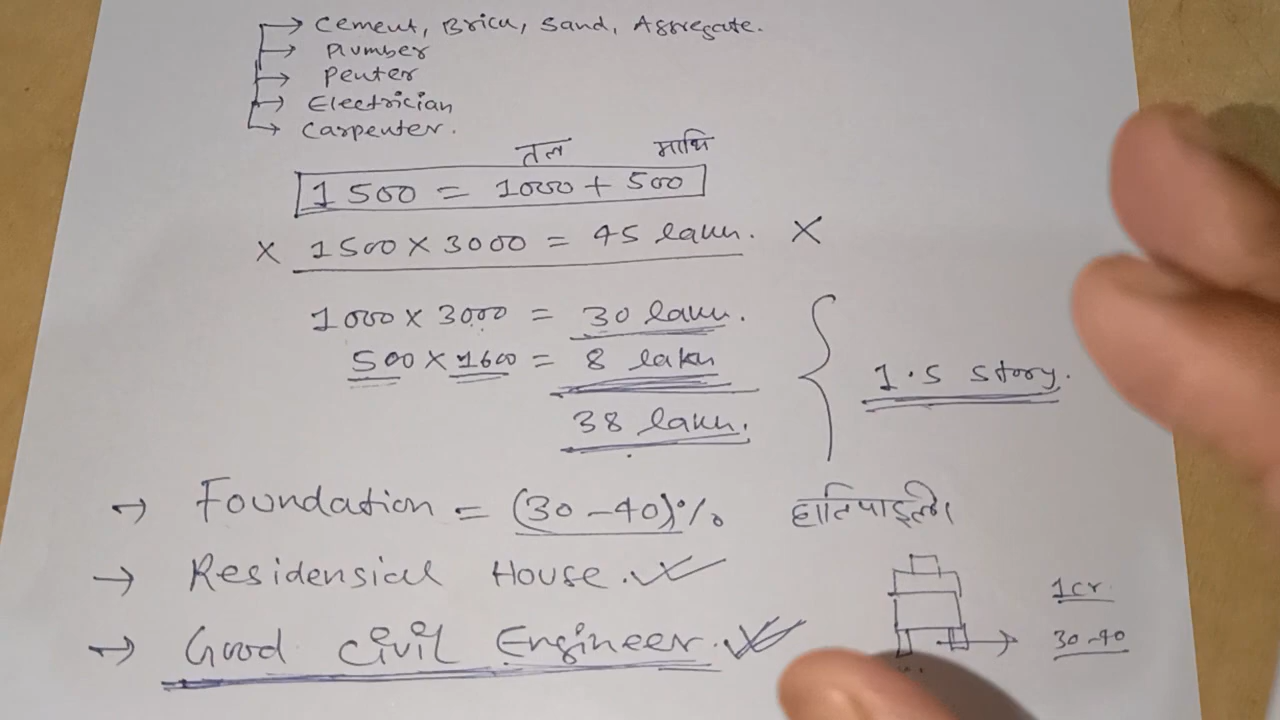 Cement, Brick, Sand, Aggregate.
Plumber
Penter
Electrician
Carpenter.
तल माथि
1500 = 1000 + 500
× 1500 × 3000 = 45 lakh. ×
1000 × 3000 = 30 lakh.
500 × 1600 = 8 lakh
38 lakh.
1.5 story.
→ Foundation = (30-40)% हात्तिपाइले।
→ Residensial House.
→ Good Civil Engineer.
1cr.
30-40